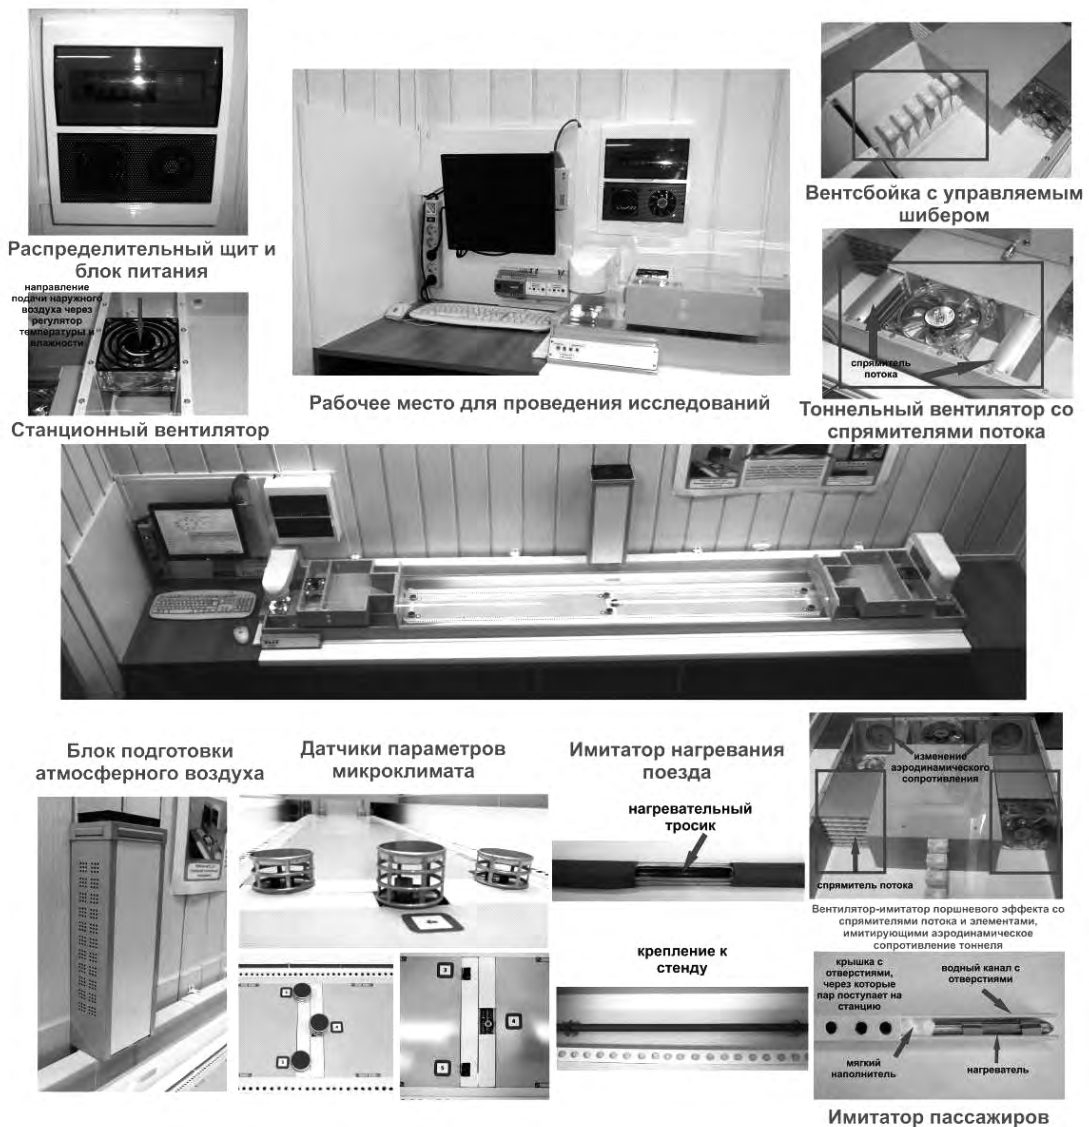 Распределительный щит и
блок питания
направление
подачи наружного
воздуха через
регулятор
температуры и
влажности
Станционный вентилятор
Рабочее место для проведения исследований
Вентсбойка с управляемым
шибером
спрямитель
потока
Тоннельный вентилятор со
спрямителями потока
Блок подготовки
атмосферного воздуха
Датчики параметров
микроклимата
Имитатор нагревания
поезда
нагревательный
тросик
крепление к
стенду
изменение
аэродинамического
сопротивления
спрямитель потока
Вентилятор-имитатор поршневого эффекта со
спрямителями потока и элементами,
имитирующими аэродинамическое
сопротивление тоннеля
крышка с
отверстиями,
через которые
пар поступает на
станцию
водный канал с
отверстиями
мягкий
наполнитель
нагреватель
Имитатор пассажиров
3
4
5